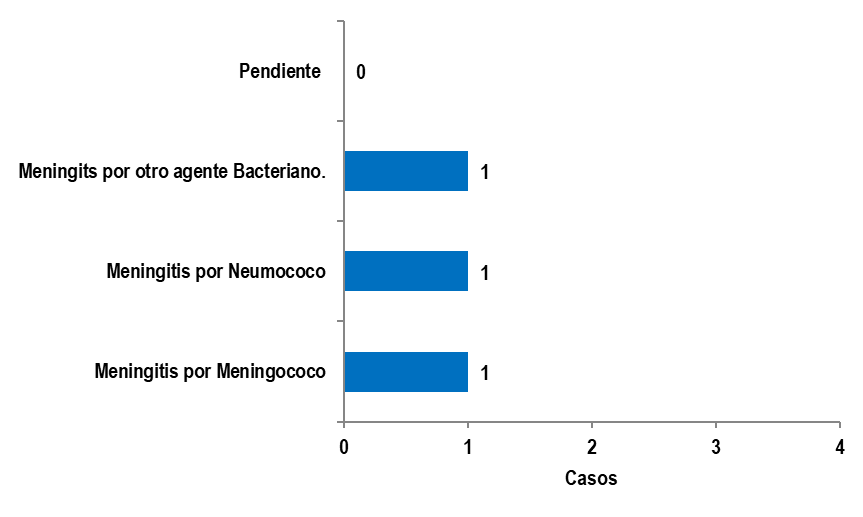 Pendiente 0
Meningits por otro agente Bacteriano. 1
Meningitis por Neumococo 1
Meningitis por Meningococo 1
0 1 2 3 4
Casos